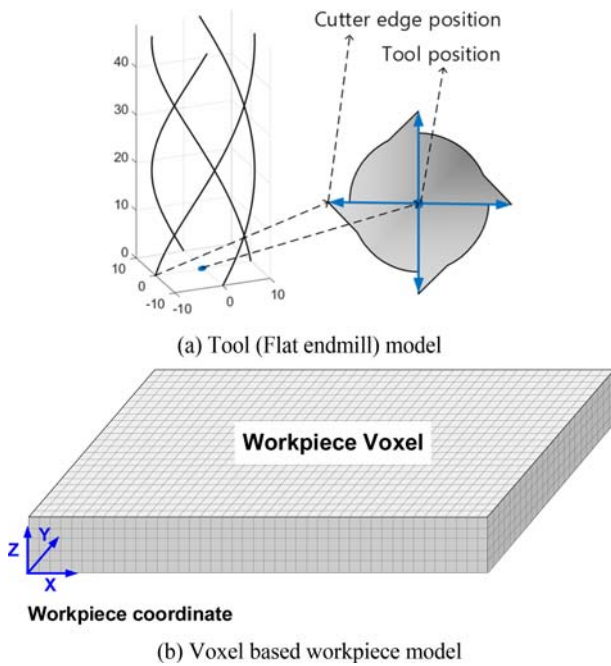 Cutter edge position
Tool position
40
30
20
10
0
10
0
-10
-10
0
10
(a) Tool (Flat endmill) model
Workpiece Voxel
Z
Y
X
Workpiece coordinate
(b) Voxel based workpiece model